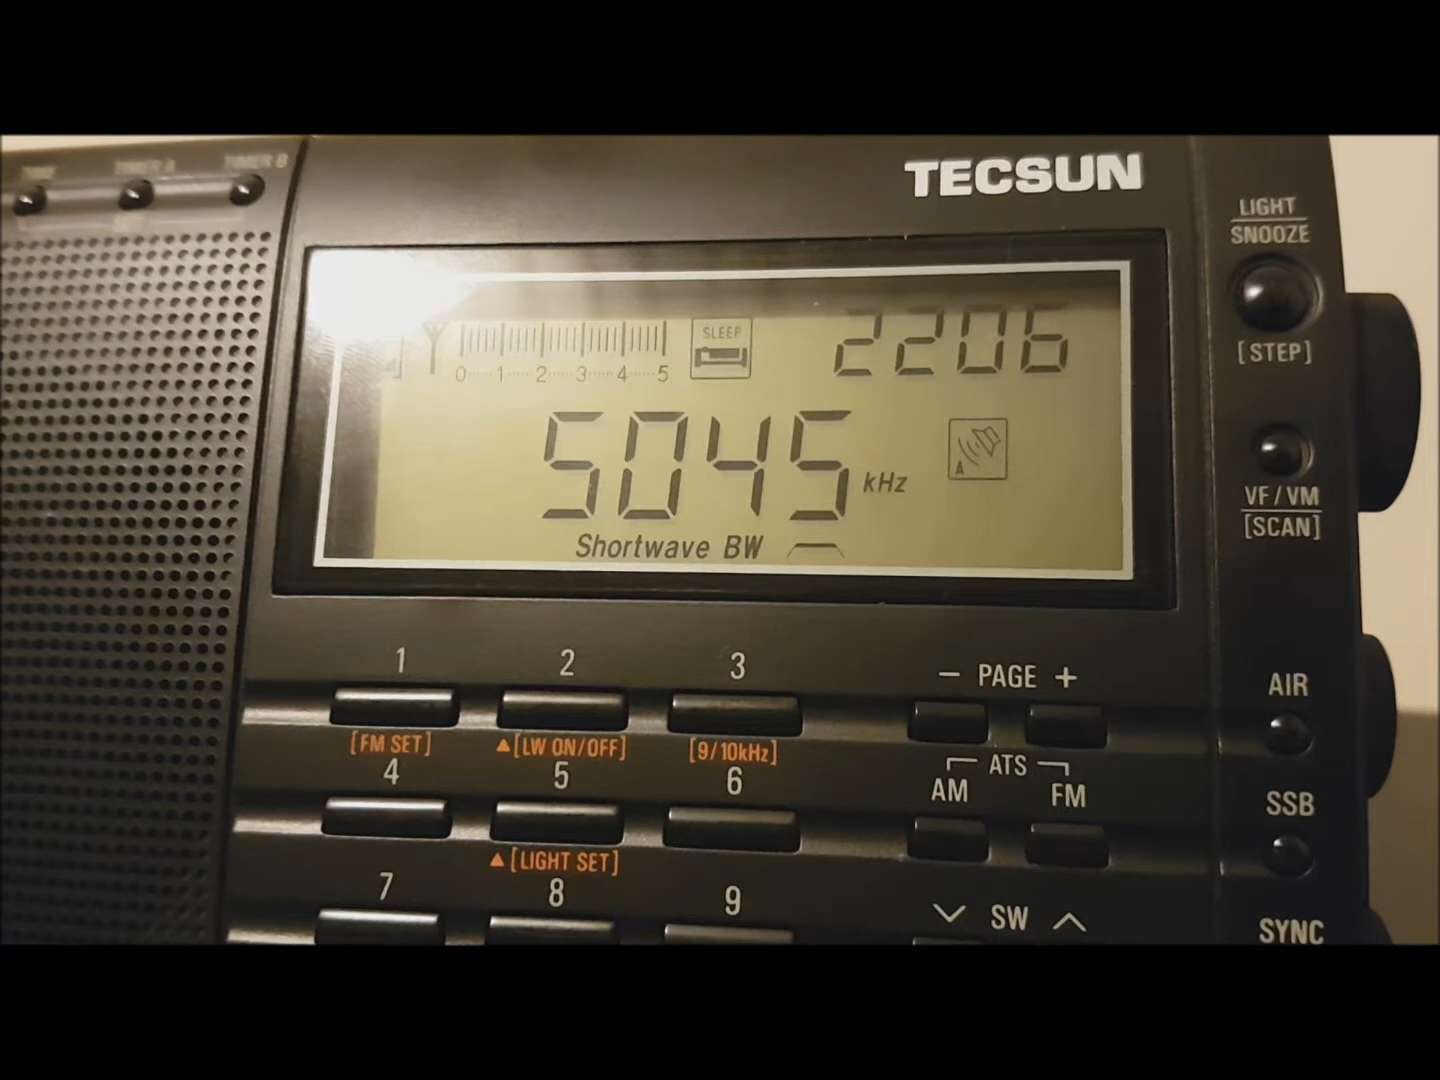 TIMER A
TIMER B
TECSUN
LIGHT
SNOOZE
[STEP]
SLEEP
2206
0 1 2 3 4 5
5045 kHz
A
Shortwave BW
VF/VM
[SCAN]
1 2 3
- PAGE +
AIR
[FM SET] ▲[LW ON/OFF] [9/10kHz]
4 5 6
ATS
AM FM
SSB
▲[LIGHT SET]
7 8 9
SW
SYNC